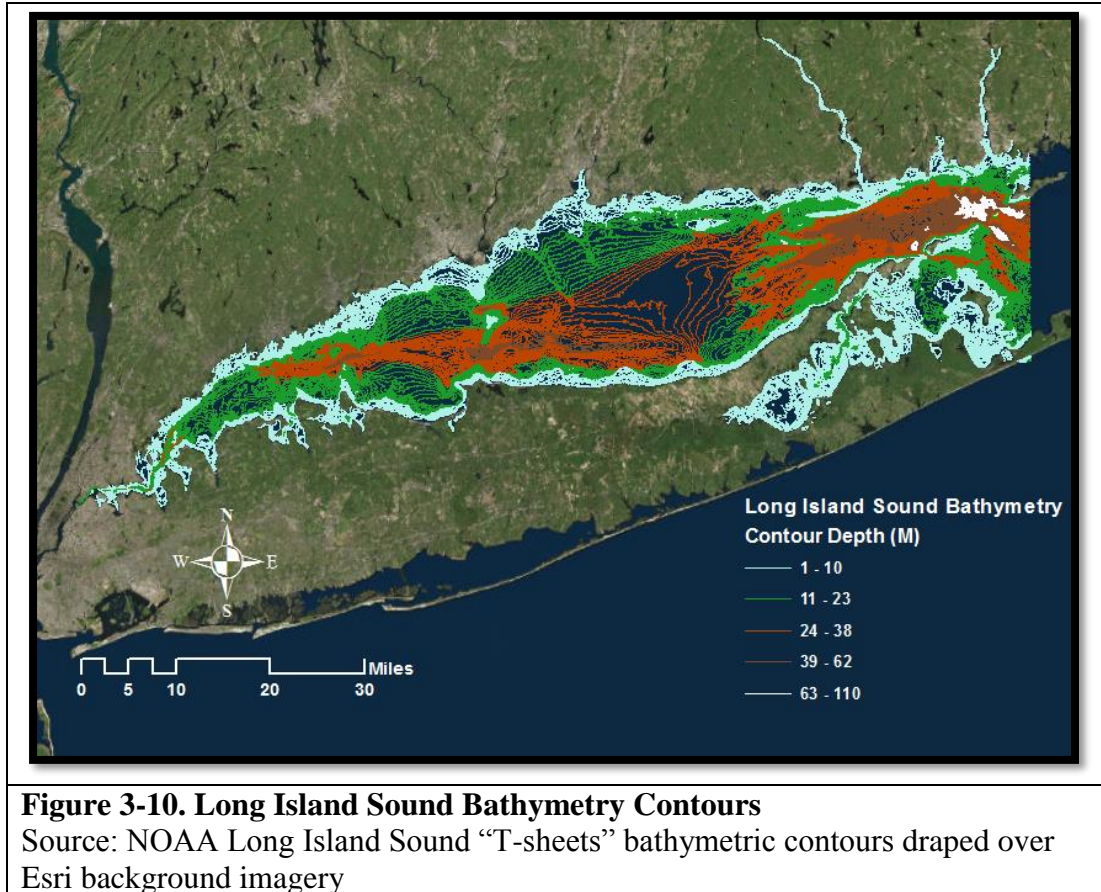 N
W E
S
Miles
0 5 10 20 30
Long Island Sound Bathymetry
Contour Depth (M)
1 - 10
11 - 23
24 - 38
39 - 62
63 - 110
Figure 3-10. Long Island Sound Bathymetry Contours
Source: NOAA Long Island Sound “T-sheets” bathymetric contours draped over
Esri background imagery